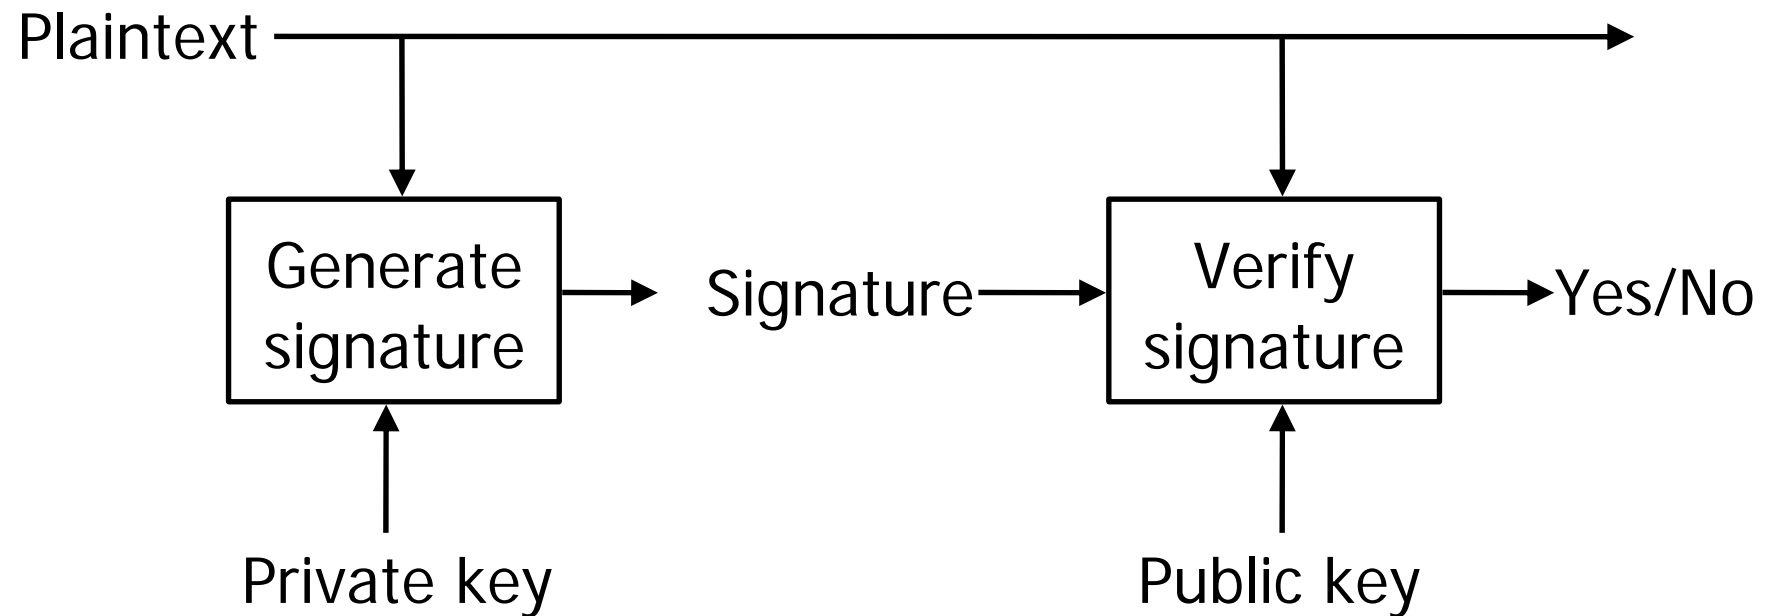 Plaintext
Generate
signature
Signature
Verify
signature
Yes/No
Private key
Public key